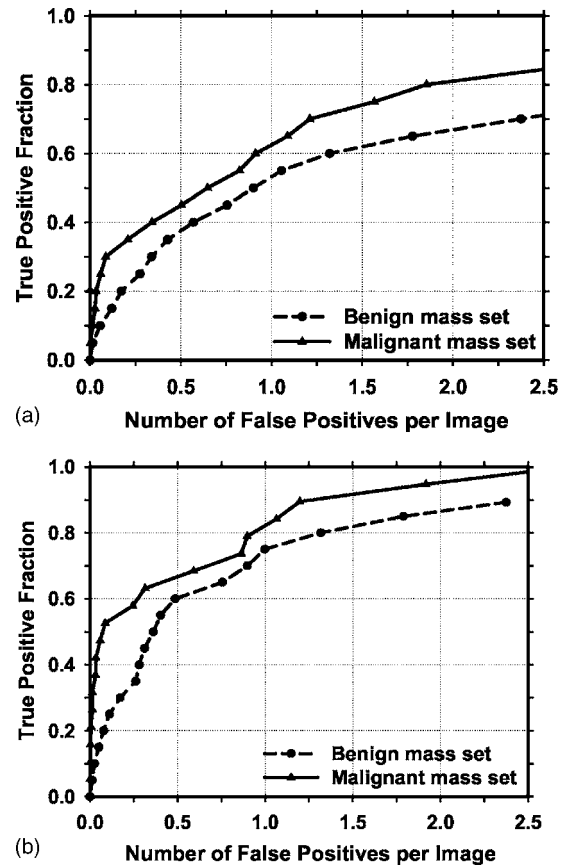 1.0
0.8
0.6
0.4
0.2
0.0
True Positive Fraction
Benign mass set
Malignant mass set
0.0 0.5 1.0 1.5 2.0 2.5
(a)
Number of False Positives per Image
1.0
0.8
0.6
0.4
0.2
0.0
True Positive Fraction
Benign mass set
Malignant mass set
0.0 0.5 1.0 1.5 2.0 2.5
(b)
Number of False Positives per Image